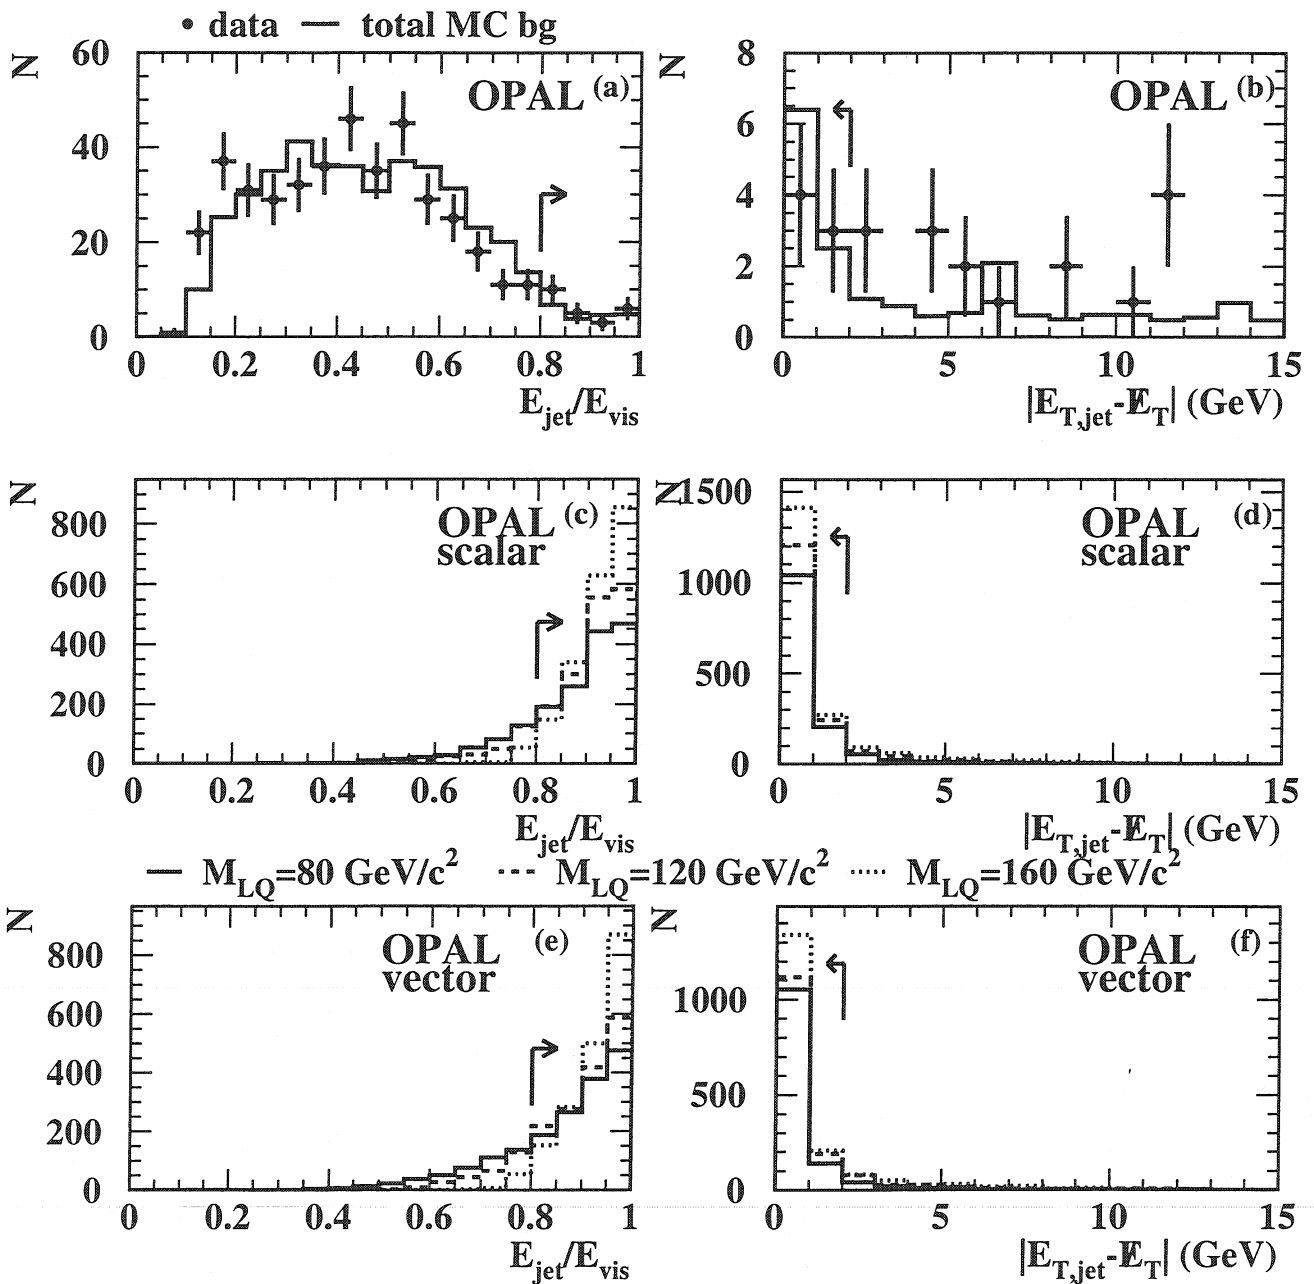 data total MC bg
N
60
40
20
0
OPAL (a)
0 0.2 0.4 0.6 0.8 1
E_jet/E_vis
N
8
6
4
2
0
OPAL (b)
0 5 10 15
|E_T,jet-E̸_T| (GeV)
N
800
600
400
200
0
OPAL (c)
scalar
0 0.2 0.4 0.6 0.8 1
E_jet/E_vis
N
1500
1000
500
0
OPAL (d)
scalar
0 5 10 15
|E_T,jet-E̸_T| (GeV)
M_LQ=80 GeV/c² M_LQ=120 GeV/c² M_LQ=160 GeV/c²
N
800
600
400
200
0
OPAL (e)
vector
0 0.2 0.4 0.6 0.8 1
E_jet/E_vis
N
1000
500
0
OPAL (f)
vector
0 5 10 15
|E_T,jet-E̸_T| (GeV)